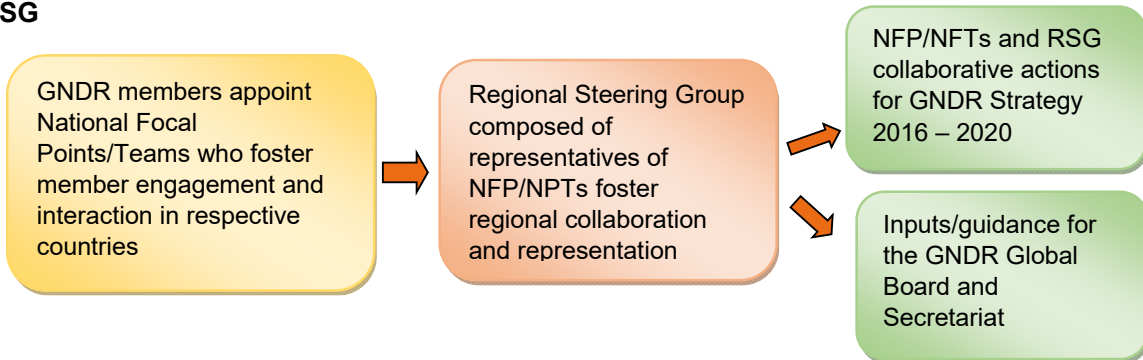 SG
GNDR members appoint
National Focal
Points/Teams who foster
member engagement and
interaction in respective
countries
Regional Steering Group
composed of
representatives of
NFP/NPTs foster
regional collaboration
and representation
NFP/NFTs and RSG
collaborative actions
for GNDR Strategy
2016 – 2020
Inputs/guidance for
the GNDR Global
Board and
Secretariat